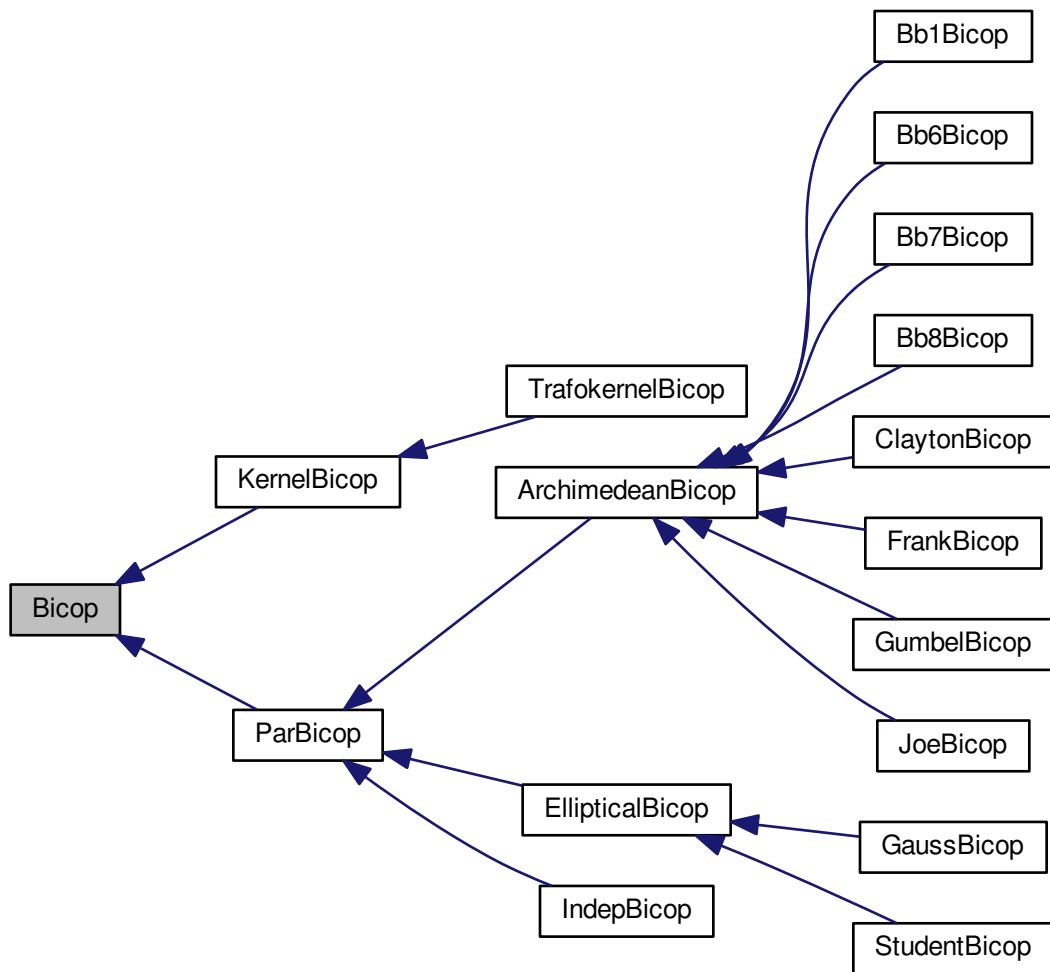 Bb1Bicop
Bb6Bicop
Bb7Bicop
Bb8Bicop
TrafokernelBicop
ClaytonBicop
KernelBicop
ArchimedeanBicop
FrankBicop
Bicop
GumbelBicop
ParBicop
JoeBicop
EllipticalBicop
GaussBicop
IndepBicop
StudentBicop